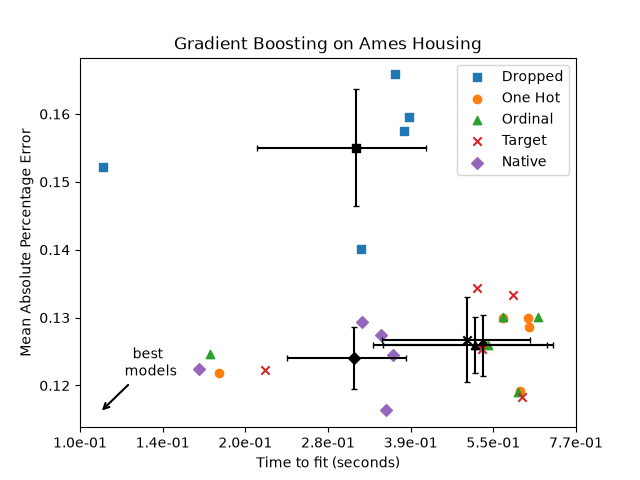 Gradient Boosting on Ames Housing
Mean Absolute Percentage Error
0.16
0.15
0.14
0.13
0.12
Dropped
One Hot
Ordinal
Target
Native
best
models
1.0e-01 1.4e-01 2.0e-01 2.8e-01 3.9e-01 5.5e-01 7.7e-01
Time to fit (seconds)